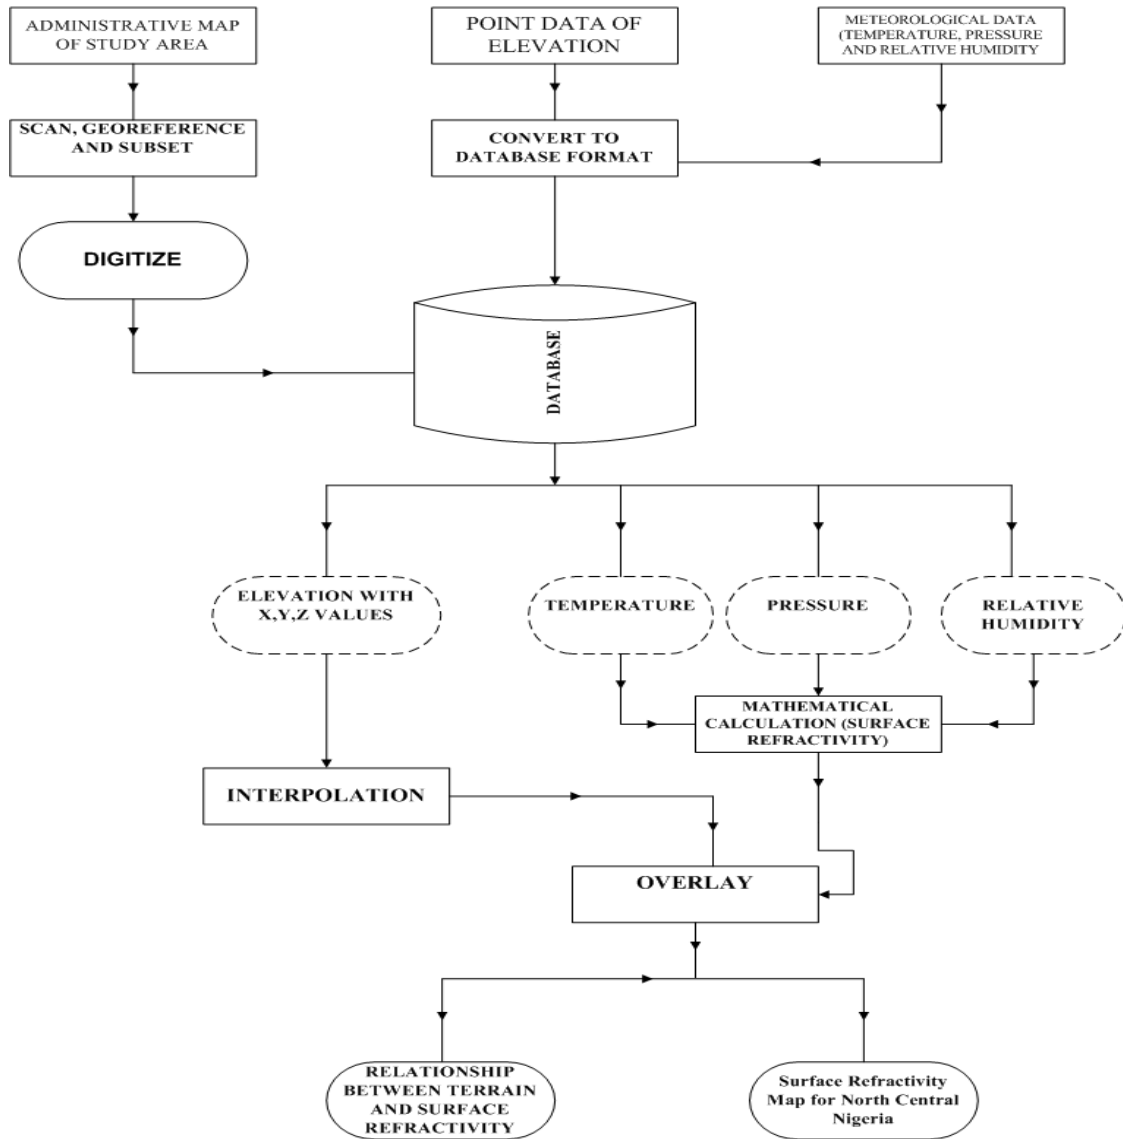 ADMINISTRATIVE MAP
OF STUDY AREA
POINT DATA OF
ELEVATION
METEOROLOGICAL DATA
(TEMPERATURE, PRESSURE
AND RELATIVE HUMIDITY
SCAN, GEOREFERENCE
AND SUBSET
CONVERT TO
DATABASE FORMAT
DIGITIZE
DATABASE
ELEVATION WITH
X,Y,Z VALUES
TEMPERATURE
PRESSURE
RELATIVE
HUMIDITY
MATHEMATICAL
CALCULATION (SURFACE
REFRACTIVITY)
INTERPOLATION
OVERLAY
RELATIONSHIP
BETWEEN TERRAIN
AND SURFACE
REFRACTIVITY
Surface Refractivity
Map for North Central
Nigeria